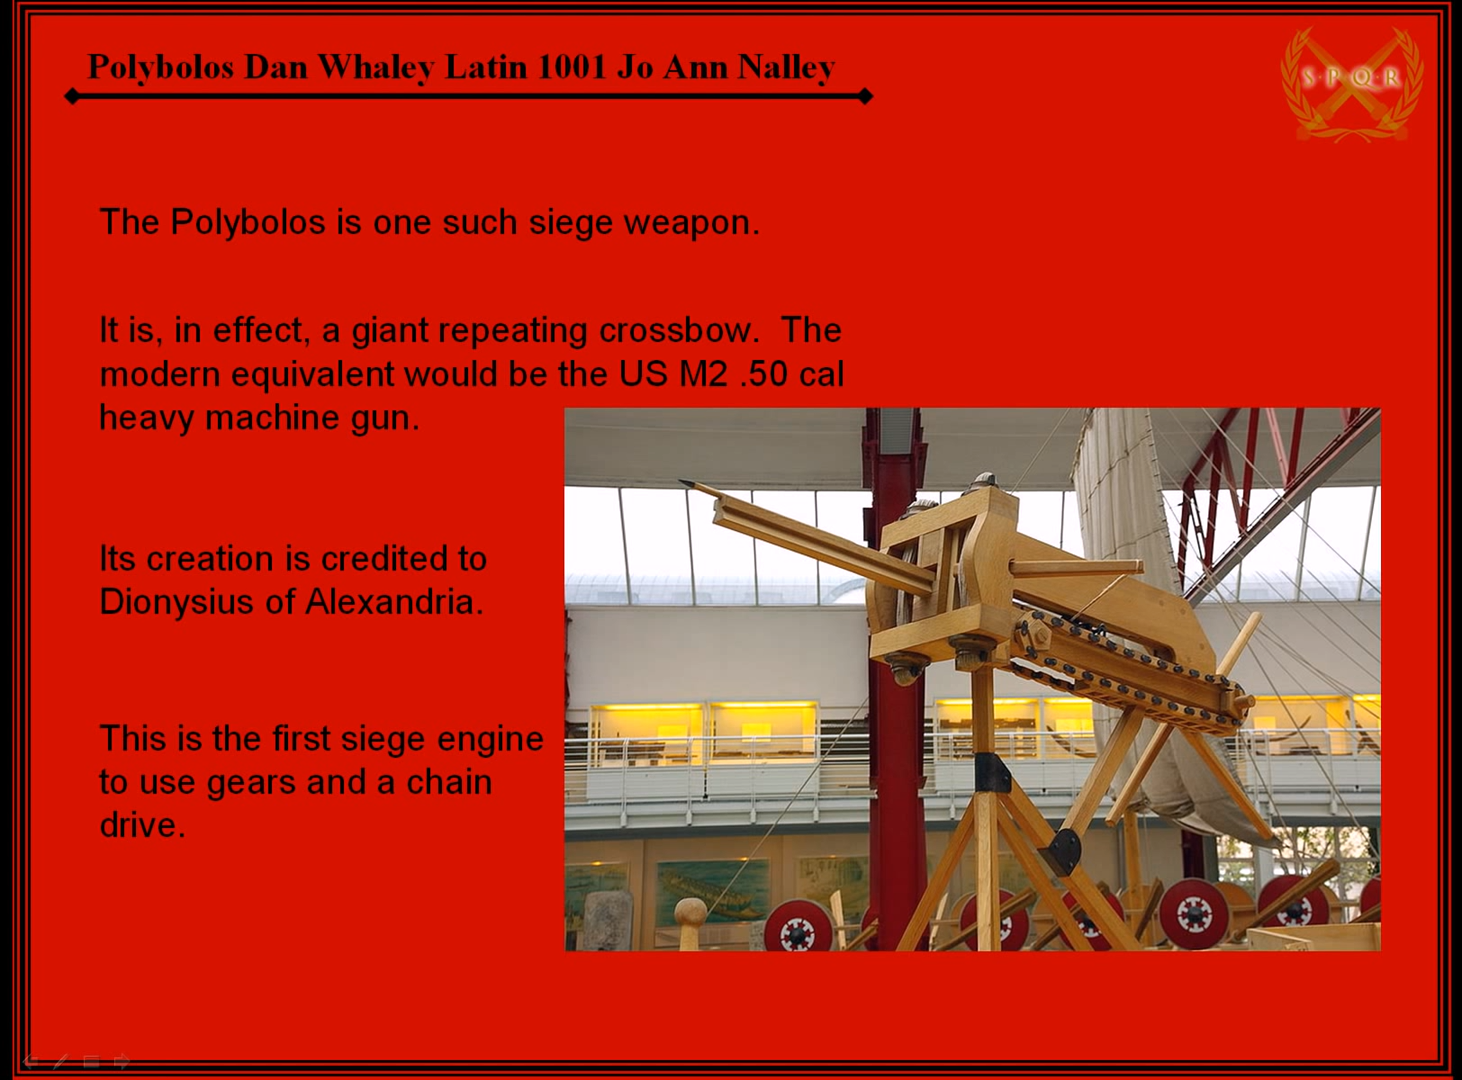 Polybolos Dan Whaley Latin 1001 Jo Ann Nalley
S·P·Q·R
The Polybolos is one such siege weapon.
It is, in effect, a giant repeating crossbow.  The
modern equivalent would be the US M2 .50 cal
heavy machine gun.
Its creation is credited to
Dionysius of Alexandria.
This is the first siege engine
to use gears and a chain
drive.